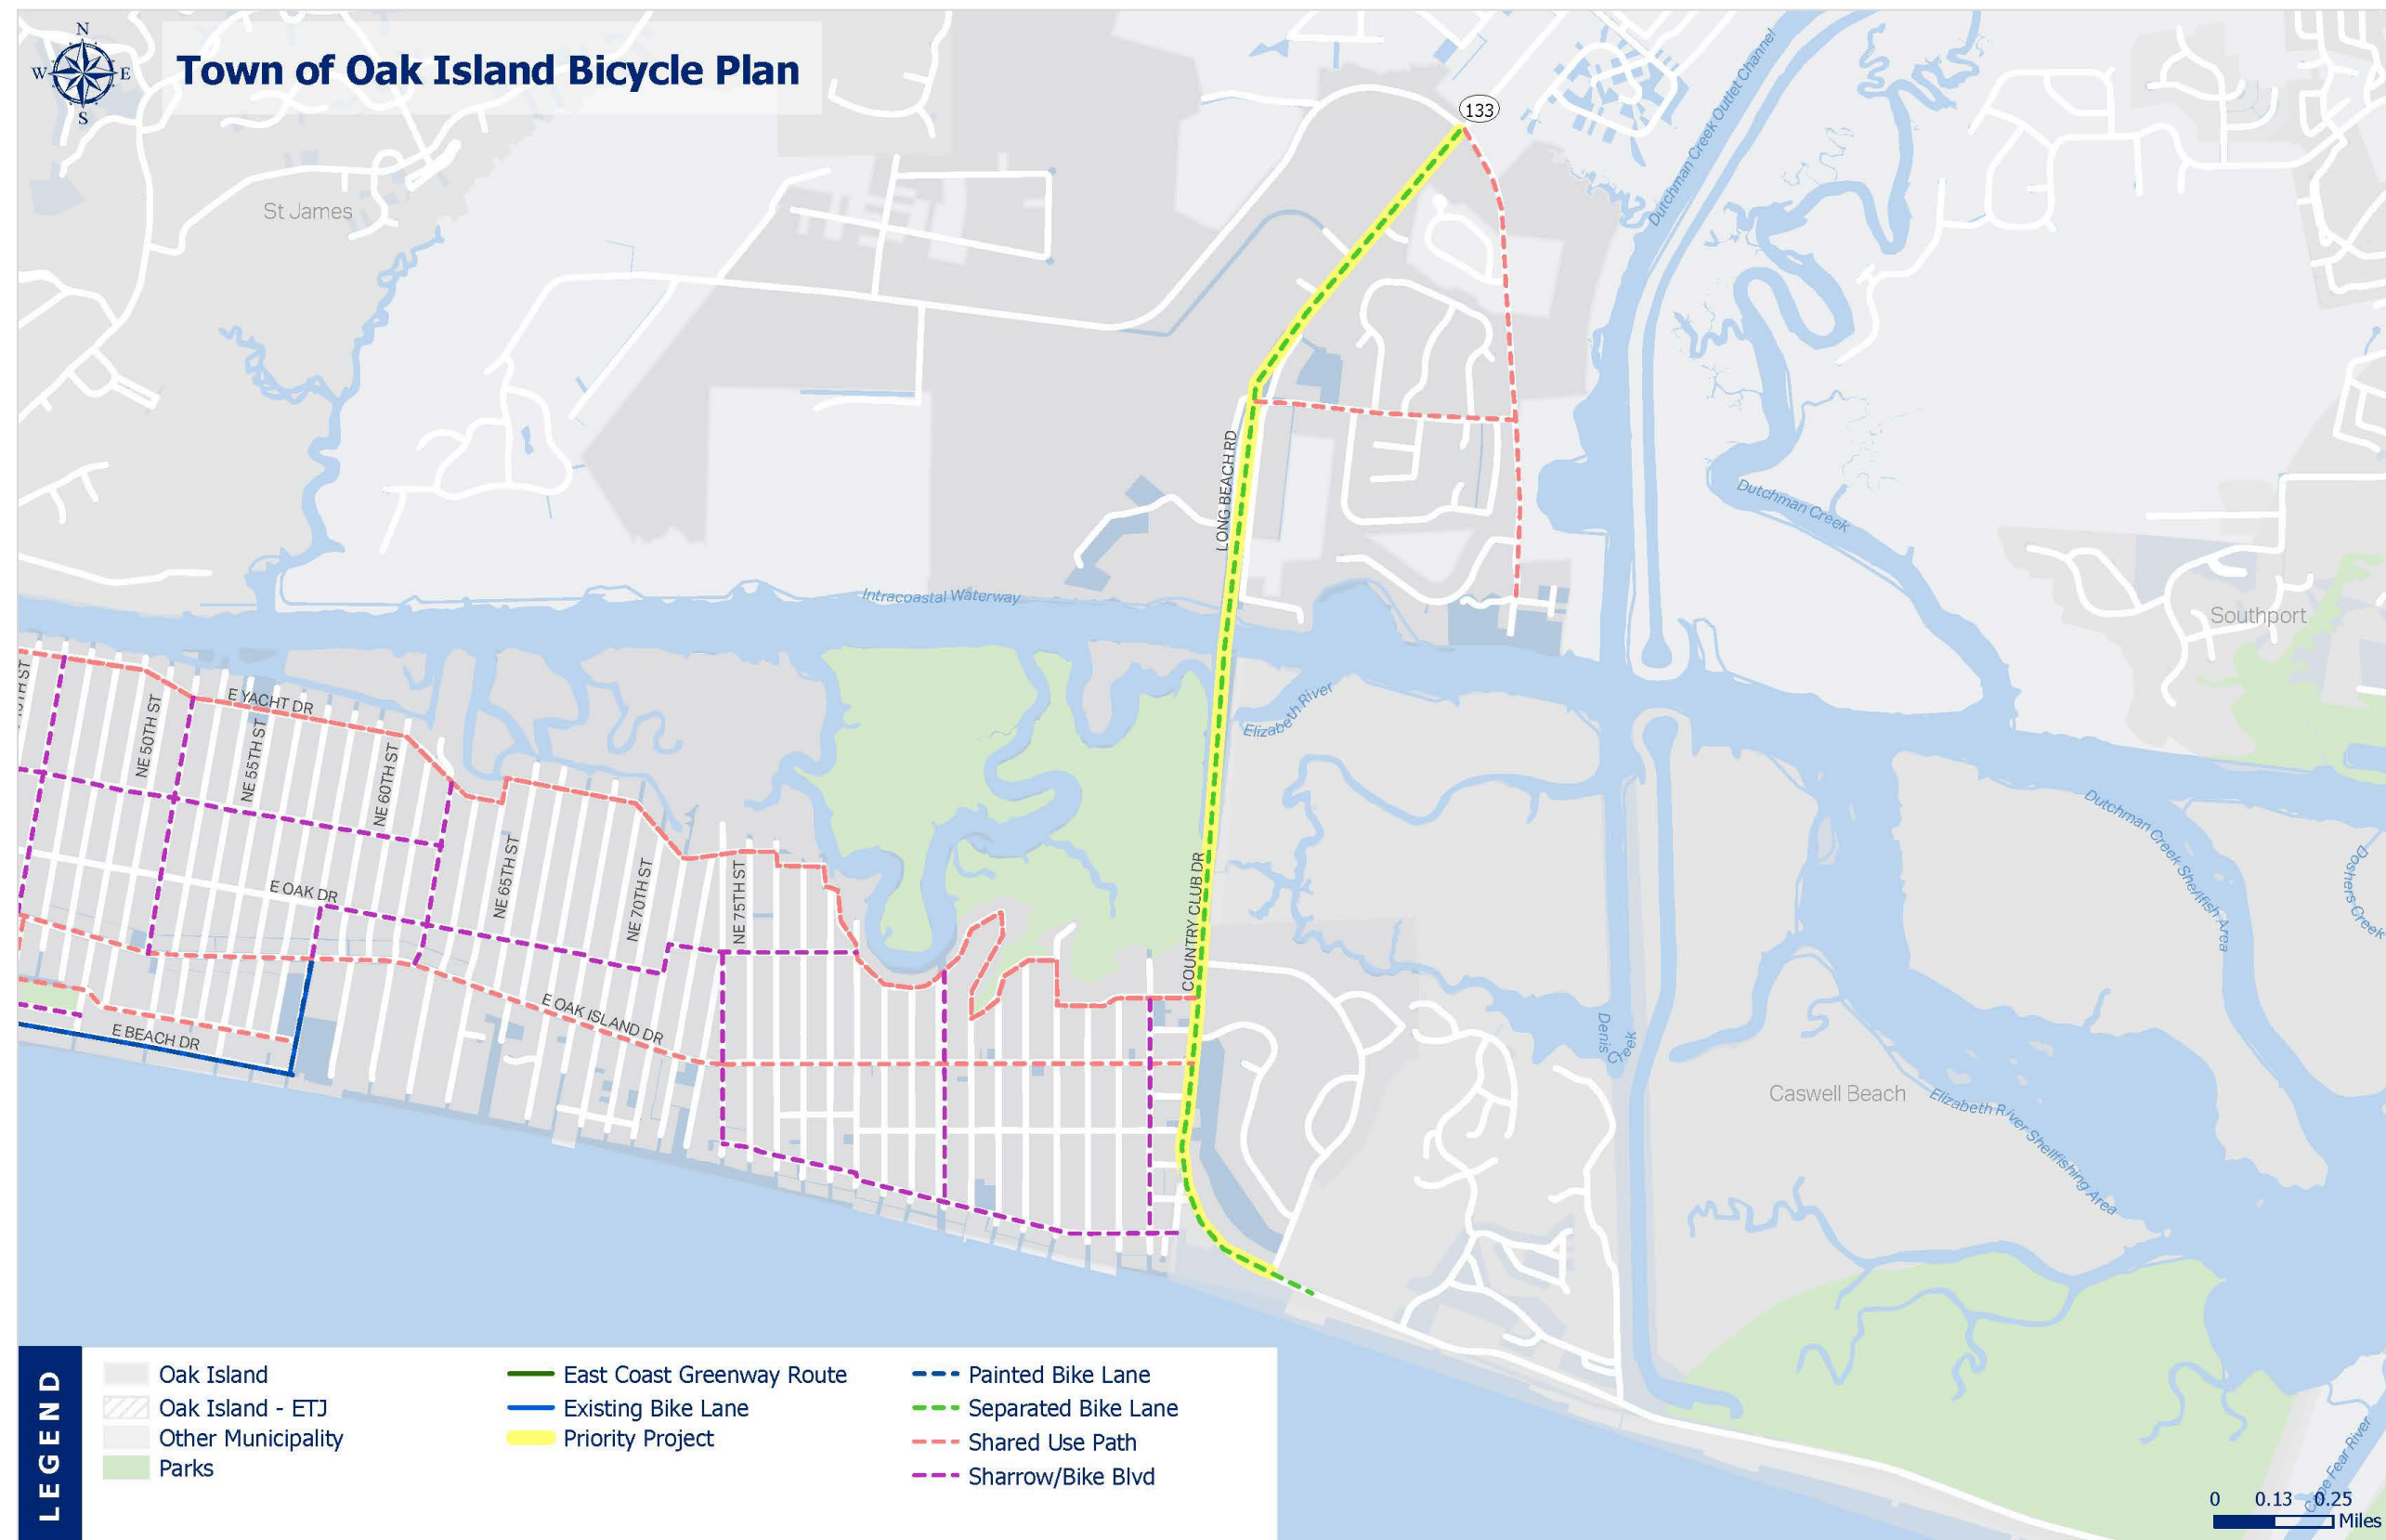 N
W E
S
Town of Oak Island Bicycle Plan
133
Dutchman Creek Outlet Channel
St James
LONG BEACH RD
Dutchman Creek
Intracoastal Waterway
Southport
Elizabeth River
E YACHT DR
NE 50TH ST
NE 55TH ST
NE 60TH ST
NE 65TH ST
NE 70TH ST
NE 75TH ST
E OAK DR
COUNTRY CLUB DR
Dutchman Creek Shellfish Area
Doshers Creek
E OAK ISLAND DR
E BEACH DR
Denis Creek
Caswell Beach
Elizabeth River Shellfishing Area
Cape Fear River
LEGEND
Oak Island
Oak Island - ETJ
Other Municipality
Parks
East Coast Greenway Route
Existing Bike Lane
Priority Project
Painted Bike Lane
Separated Bike Lane
Shared Use Path
Sharrow/Bike Blvd
0 0.13 0.25
Miles